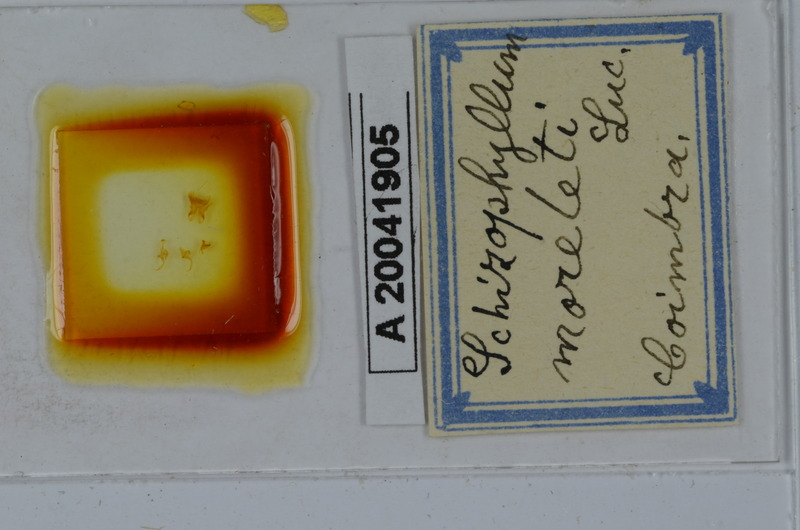 A 20041905
Schizophyllum
moreleti.
Luc.
Coimbra.